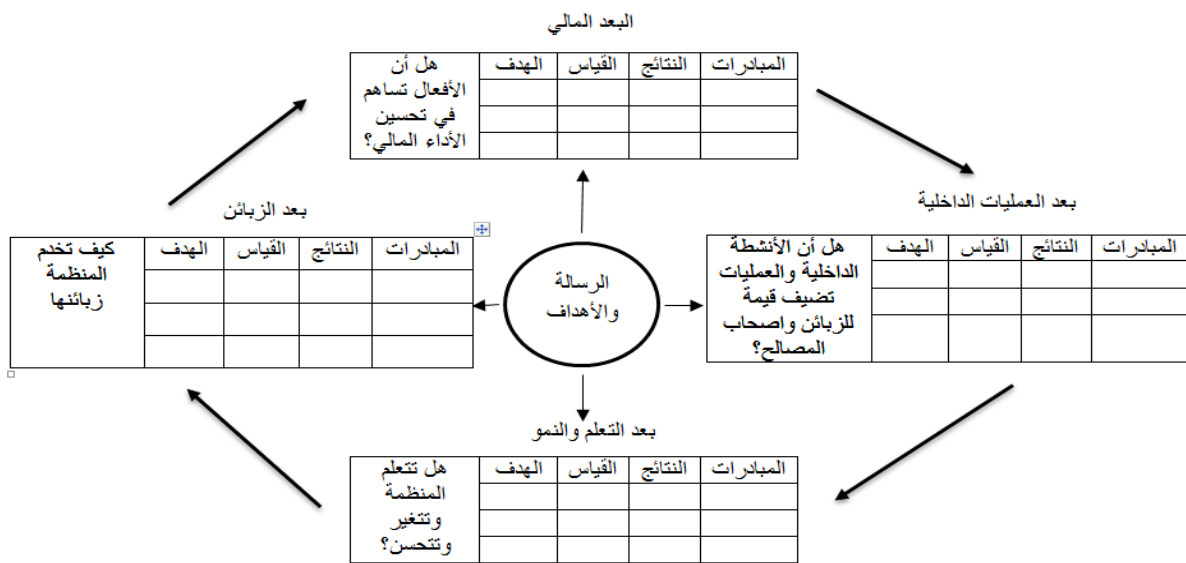 البعد المالي
هل أن
الأفعال تساهم
في تحسين
الأداء المالي؟
الهدف
القياس
النتائج
المبادرات
بعد العمليات الداخلية
هل أن الأنشطة
الداخلية والعمليات
تضيف قيمة
للزبائن واصحاب
المصالح؟
الهدف
القياس
النتائج
المبادرات
الرسالة
والأهداف
بعد الزبائن
كيف تخدم
المنظمة
زبائنها
الهدف
القياس
النتائج
المبادرات
بعد التعلم والنمو
هل تتعلم
المنظمة
وتتغير
وتتحسن؟
الهدف
القياس
النتائج
المبادرات